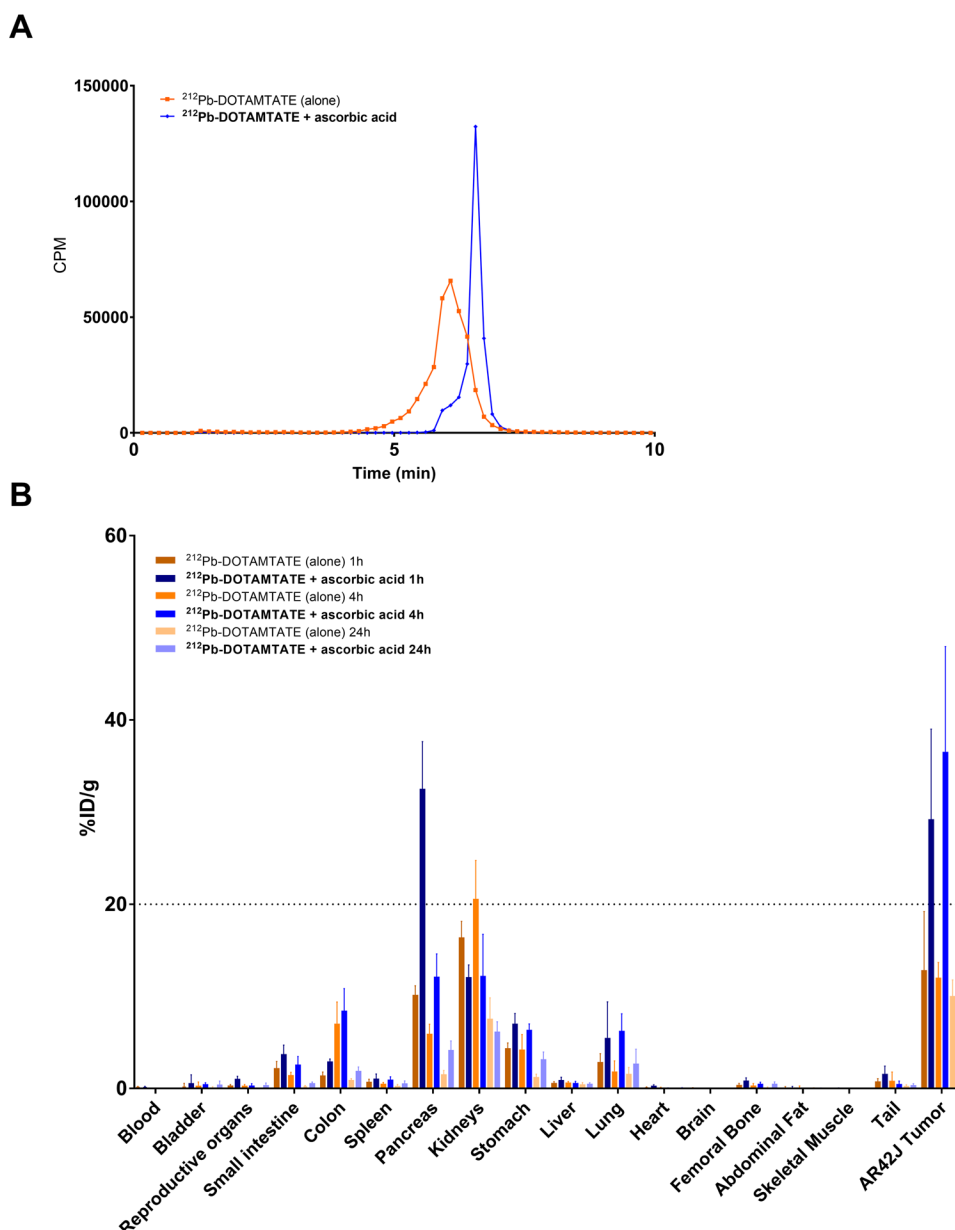 A
150000
100000
50000
0
CPM
²¹²Pb-DOTAMTATE (alone)
²¹²Pb-DOTAMTATE + ascorbic acid
0 5 10
Time (min)
B
60
40
20
0
%ID/g
²¹²Pb-DOTAMTATE (alone) 1h
²¹²Pb-DOTAMTATE + ascorbic acid 1h
²¹²Pb-DOTAMTATE (alone) 4h
²¹²Pb-DOTAMTATE + ascorbic acid 4h
²¹²Pb-DOTAMTATE (alone) 24h
²¹²Pb-DOTAMTATE + ascorbic acid 24h
Blood
Bladder
Reproductive organs
Small intestine
Colon
Spleen
Pancreas
Kidneys
Stomach
Liver
Lung
Heart
Brain
Femoral Bone
Abdominal Fat
Skeletal Muscle
Tail
AR42J Tumor